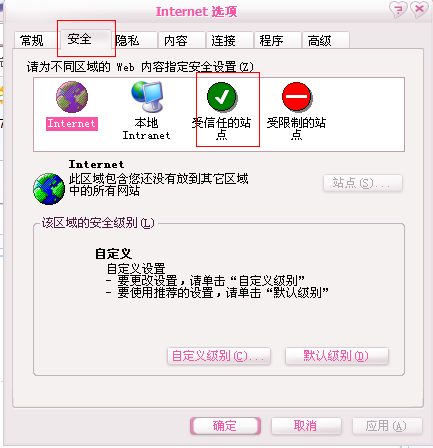 Internet 选项
常规 安全 隐私 内容 连接 程序 高级
请为不同区域的 Web 内容指定安全设置(Z)
Internet 本地 Intranet 受信任的站点 受限制的站点
Internet
此区域包含您还没有放到其它区域
中的所有网站
站点(S)...
该区域的安全级别(L)
自定义
自定义设置
- 要更改设置，请单击“自定义级别”
- 要使用推荐的设置，请单击“默认级别”
自定义级别(C)... 默认级别(D)
确定 取消 应用(A)